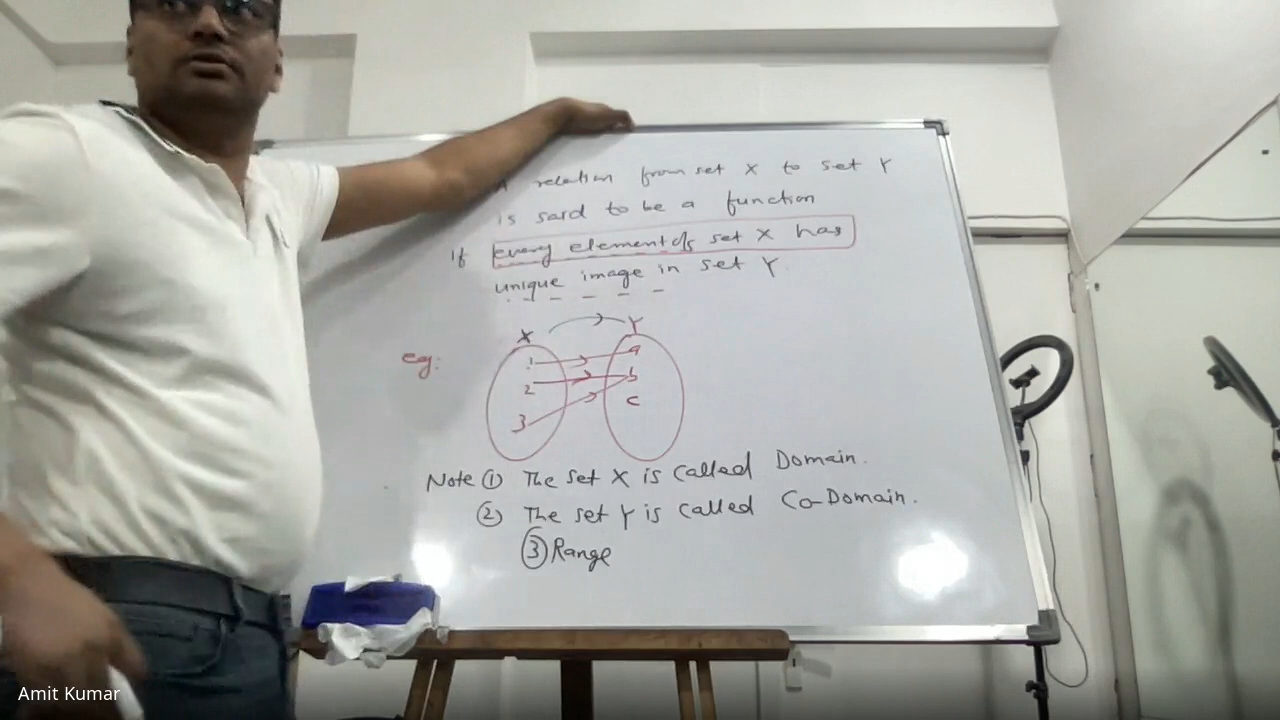 relation from set X to set Y
is said to be a function
If every element of set X has
unique image in set Y.
X Y
eg:
1 a
2 b
3 c
Note ① The set X is called Domain.
② The set Y is called Co-Domain.
③ Range
Amit Kumar